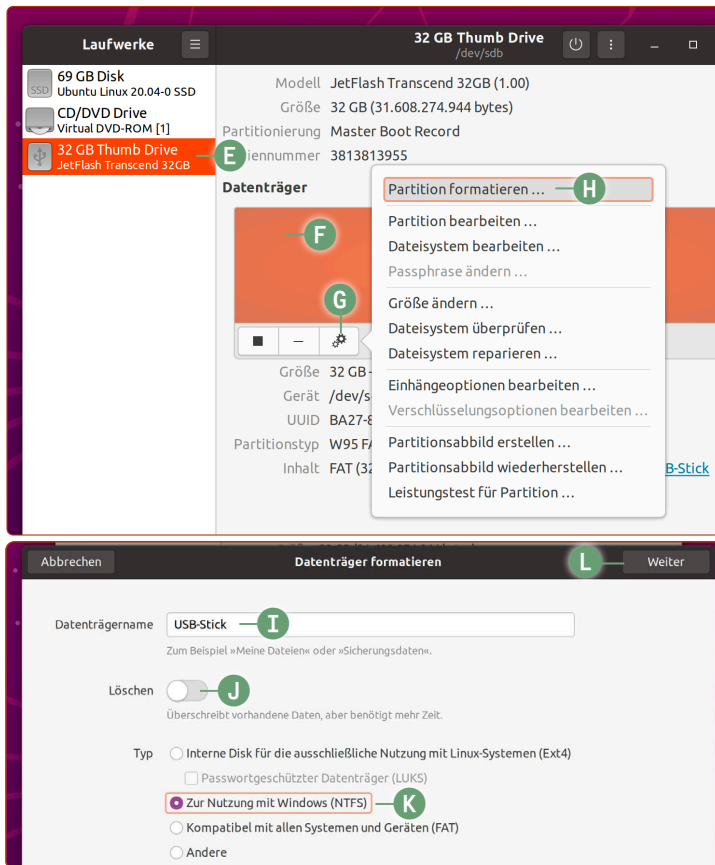 Laufwerke
32 GB Thumb Drive
/dev/sdb
69 GB Disk
SSD
Ubuntu Linux 20.04-0 SSD
CD/DVD Drive
Virtual DVD-ROM [1]
32 GB Thumb Drive
JetFlash Transcend 32GB
E
Modell JetFlash Transcend 32GB (1.00)
Größe 32 GB (31.608.274.944 bytes)
Partitionierung Master Boot Record
iennummer 3813813955
Datenträger
F
G
Größe 32 GB
Gerät /dev/s
UUID BA27-8
Partitionstyp W95 FA
Inhalt FAT (32
B-Stick
Partition formatieren ...
H
Partition bearbeiten ...
Dateisystem bearbeiten ...
Passphrase ändern ...
Größe ändern ...
Dateisystem überprüfen ...
Dateisystem reparieren ...
Einhängeoptionen bearbeiten ...
Verschlüsselungsoptionen bearbeiten ...
Partitionsabbild erstellen ...
Partitionsabbild wiederherstellen ...
Leistungstest für Partition ...
Abbrechen
Datenträger formatieren
L
Weiter
Datenträgername USB-Stick
I
Zum Beispiel »Meine Dateien« oder »Sicherungsdaten«.
Löschen
J
Überschreibt vorhandene Daten, aber benötigt mehr Zeit.
Typ Interne Disk für die ausschließliche Nutzung mit Linux-Systemen (Ext4)
Passwortgeschützter Datenträger (LUKS)
Zur Nutzung mit Windows (NTFS)
K
Kompatibel mit allen Systemen und Geräten (FAT)
Andere